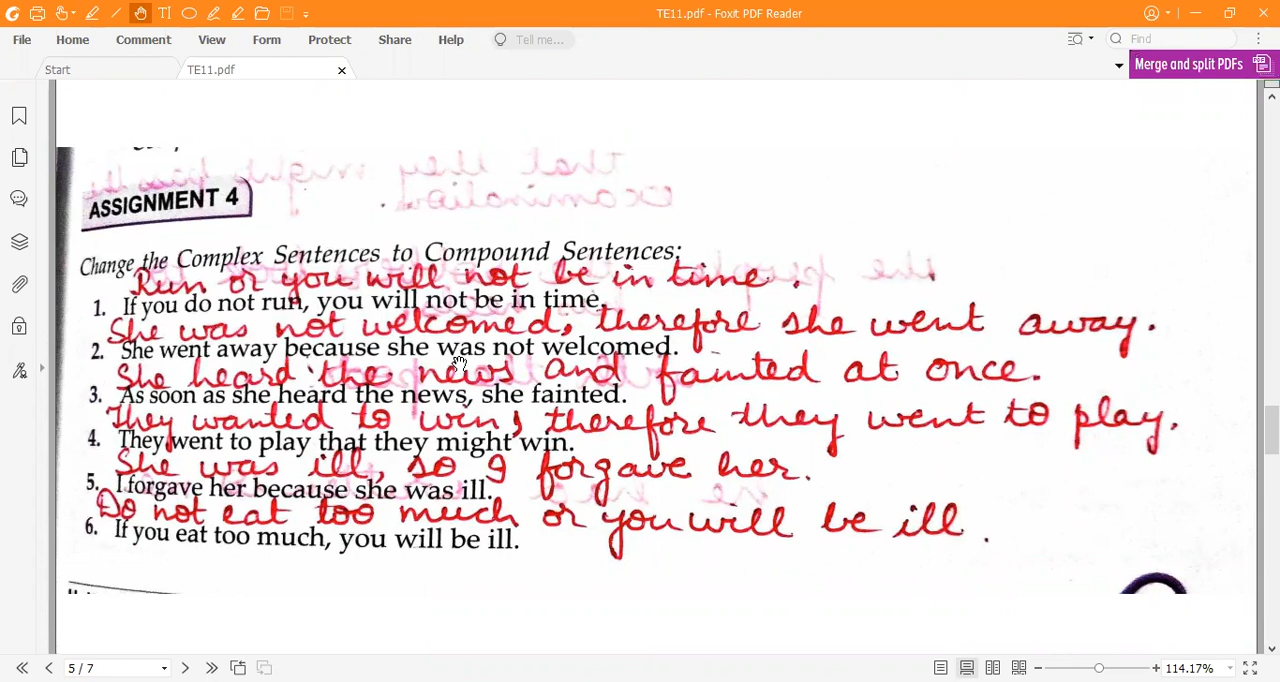 TE11.pdf - Foxit PDF Reader
File Home Comment View Form Protect Share Help Tell me... Find
Start TE11.pdf Merge and split PDFs
that they might
examination.
ASSIGNMENT 4
Change the Complex Sentences to Compound Sentences:
Run or you will not be in time.
1. If you do not run, you will not be in time.
She was not welcomed, therefore she went away.
2. She went away because she was not welcomed.
She heard the news and fainted at once.
3. As soon as she heard the news, she fainted.
They wanted to win, therefore they went to play.
4. They went to play that they might win.
She was ill, so I forgave her.
5. I forgave her because she was ill.
Do not eat too much or you will be ill.
6. If you eat too much, you will be ill.
5 / 7 114.17%